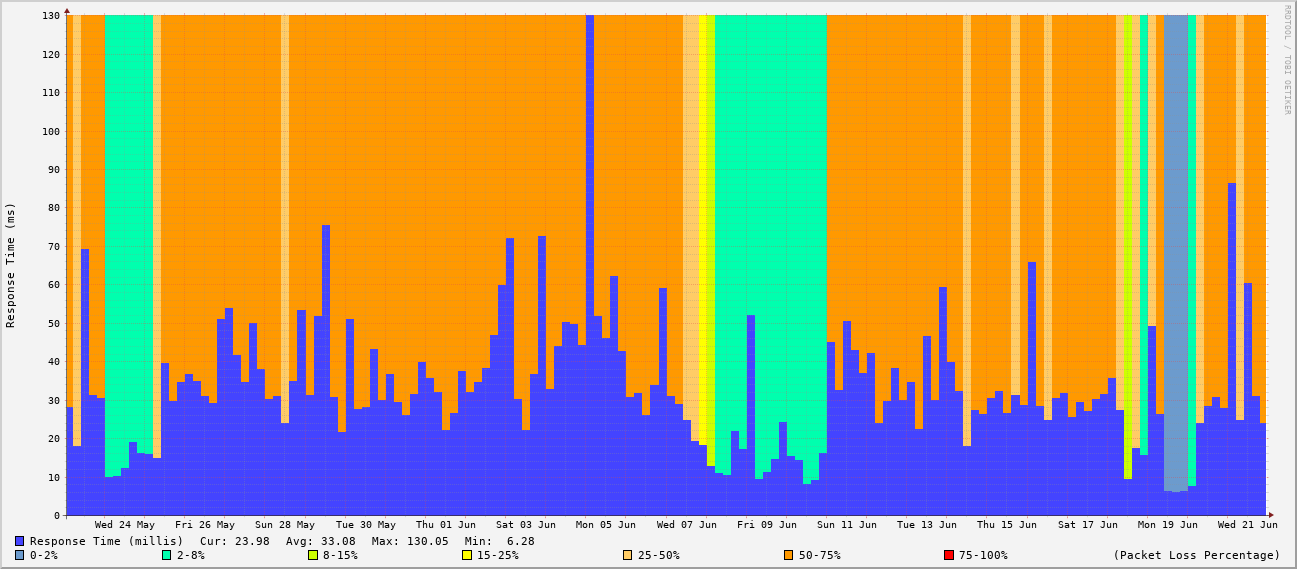 130
120
110
100
90
80
70
60
50
40
30
20
10
0
Response Time (ms)
RRDTOOL / TOBI OETIKER
Wed 24 May Fri 26 May Sun 28 May Tue 30 May Thu 01 Jun Sat 03 Jun Mon 05 Jun Wed 07 Jun Fri 09 Jun Sun 11 Jun Tue 13 Jun Thu 15 Jun Sat 17 Jun Mon 19 Jun Wed 21 Jun
Response Time (millis) Cur: 23.98 Avg: 33.08 Max: 130.05 Min: 6.28
0-2% 2-8% 8-15% 15-25% 25-50% 50-75% 75-100% (Packet Loss Percentage)